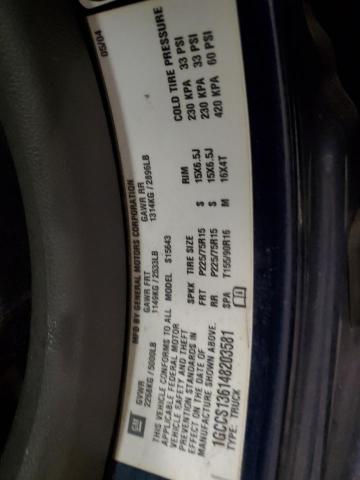 MFD BY GENERAL MOTORS CORPORATION 05/04
GM GVWR GAWR FRT GAWR RR
2268KG / 5000LB 1149KG / 2533LB 1314KG / 2896LB
THIS VEHICLE CONFORMS TO ALL
APPLICABLE FEDERAL MOTOR
VEHICLE SAFETY AND THEFT
PREVENTION STANDARDS IN
EFFECT ON THE DATE OF
MANUFACTURE SHOWN ABOVE.
1GCCS136148203581
TYPE: TRUCK
MODEL S15643
SPKK TIRE SIZE RIM COLD TIRE PRESSURE
FRT P225/75R15 S 15X6.5J 230 KPA 33 PSI
RR P225/75R15 S 15X6.5J 230 KPA 33 PSI
SPA T155/90R16 M 16X4T 420 KPA 60 PSI